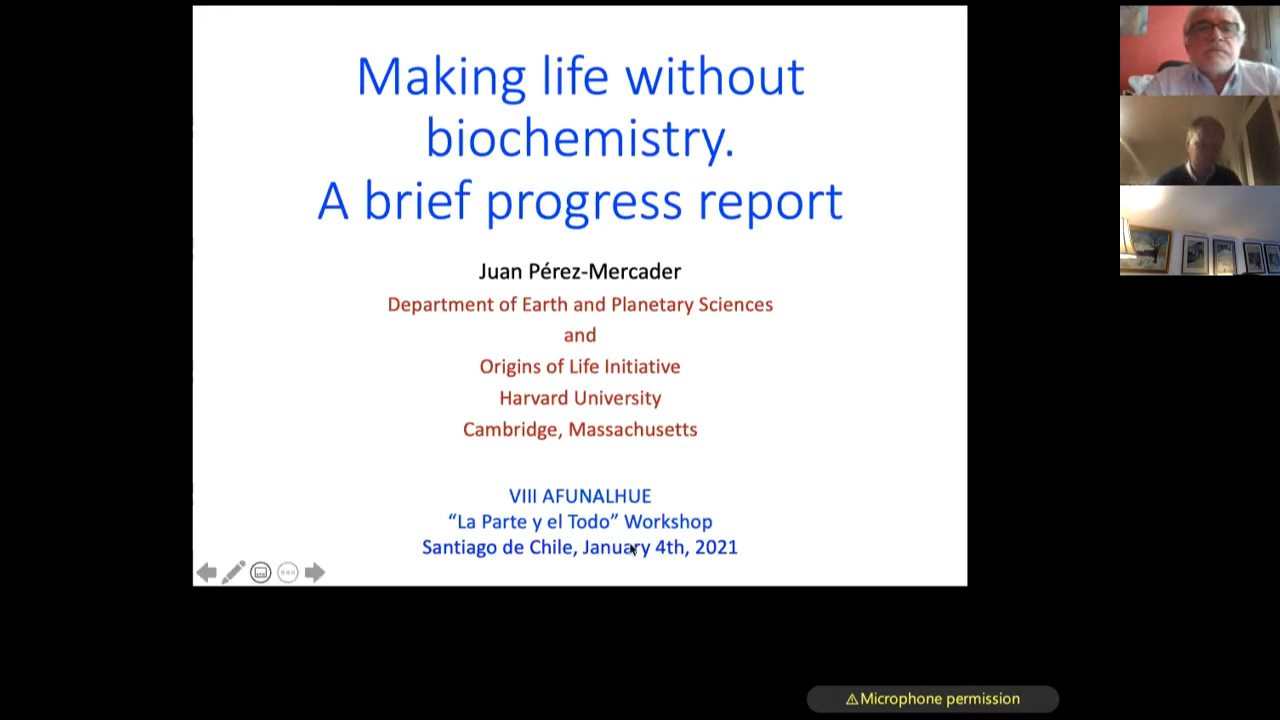 Making life without
biochemistry.
A brief progress report
Juan Pérez-Mercader
Department of Earth and Planetary Sciences
and
Origins of Life Initiative
Harvard University
Cambridge, Massachusetts
VIII AFUNALHUE
“La Parte y el Todo” Workshop
Santiago de Chile, January 4th, 2021
Microphone permission